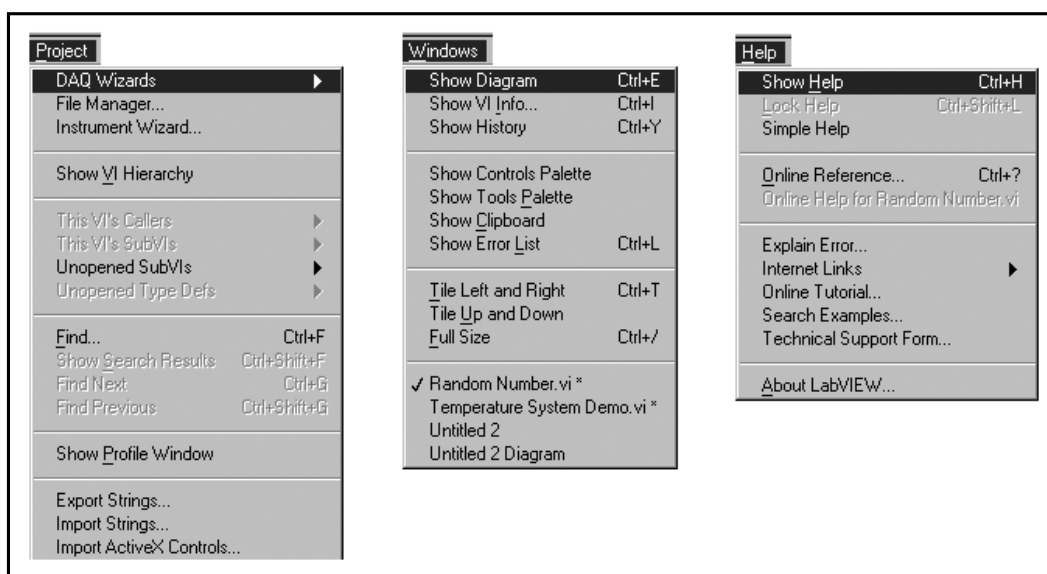 Project
DAQ Wizards
File Manager...
Instrument Wizard...
Show VI Hierarchy
This VI's Callers
This VI's SubVIs
Unopened SubVIs
Unopened Type Defs
Find... Ctrl+F
Show Search Results Ctrl+Shift+F
Find Next Ctrl+G
Find Previous Ctrl+Shift+G
Show Profile Window
Export Strings...
Import Strings...
Import ActiveX Controls...
Windows
Show Diagram Ctrl+E
Show VI Info... Ctrl+I
Show History Ctrl+Y
Show Controls Palette
Show Tools Palette
Show Clipboard
Show Error List Ctrl+L
Tile Left and Right Ctrl+T
Tile Up and Down
Full Size Ctrl+/
✓ Random Number.vi *
Temperature System Demo.vi *
Untitled 2
Untitled 2 Diagram
Help
Show Help Ctrl+H
Lock Help Ctrl+Shift+L
Simple Help
Online Reference... Ctrl+?
Online Help for Random Number.vi
Explain Error...
Internet Links
Online Tutorial...
Search Examples...
Technical Support Form...
About LabVIEW...